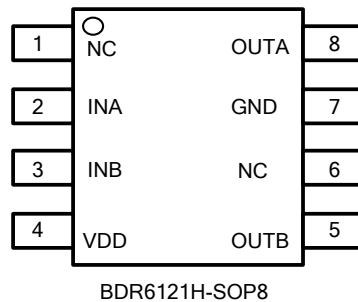 1 NC OUTA 8
2 INA GND 7
3 INB NC 6
4 VDD OUTB 5
BDR6121H-SOP8